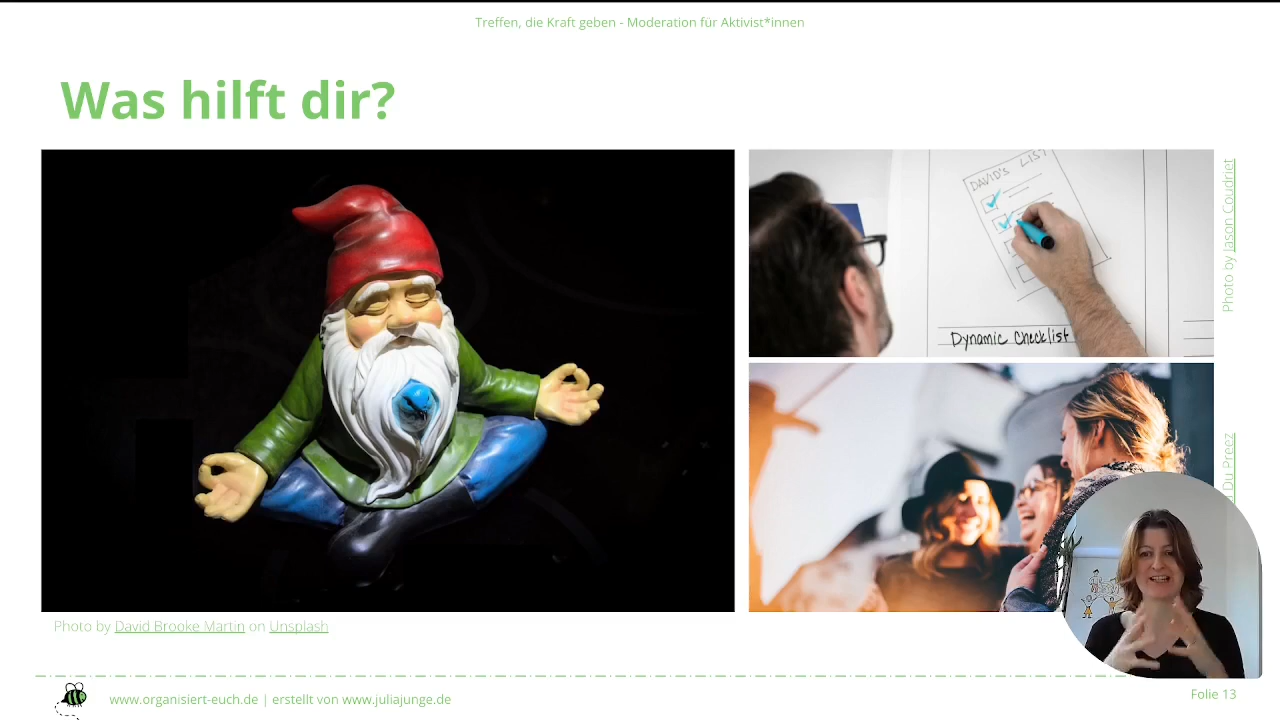 Treffen, die Kraft geben - Moderation für Aktivist*innen
Was hilft dir?
DAVID'S LIST
Dynamic Checklist
Photo by Jason Coudriet
Du Preez
Photo by David Brooke Martin on Unsplash
www.organisiert-euch.de | erstellt von www.juliajunge.de
Folie 13